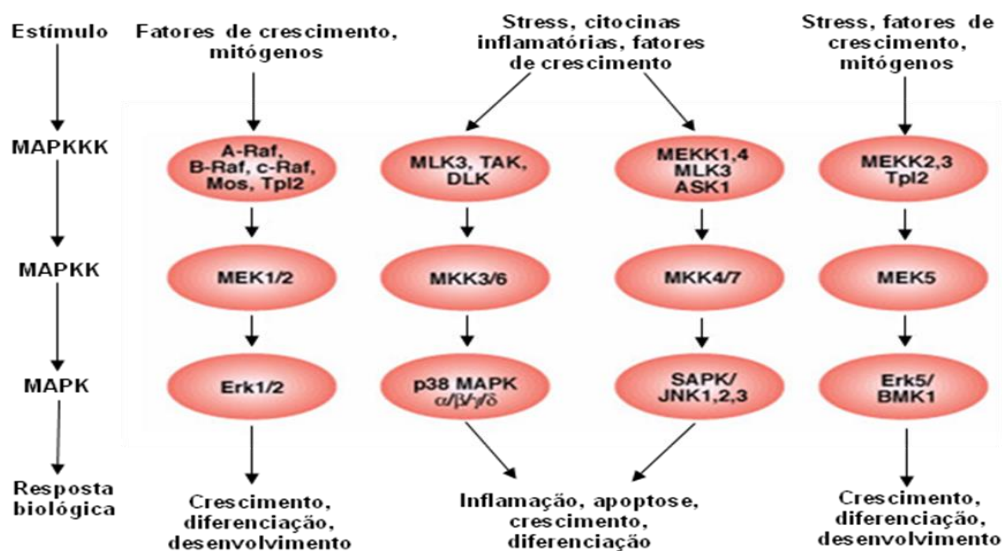 Estímulo
MAPKKK
MAPKK
MAPK
Resposta
biológica
Fatores de crescimento,
mitógenos
A-Raf,
B-Raf, c-Raf,
Mos, Tpl2
MEK1/2
Erk1/2
Crescimento,
diferenciação,
desenvolvimento
Stress, citocinas
inflamatórias, fatores
de crescimento
MLK3, TAK,
DLK
MKK3/6
p38 MAPK
α/β/γ/δ
MEKK1,4
MLK3
ASK1
MKK4/7
SAPK/
JNK1,2,3
Inflamação, apoptose,
crescimento,
diferenciação
Stress, fatores de
crescimento,
mitógenos
MEKK2,3
Tpl2
MEK5
Erk5/
BMK1
Crescimento,
diferenciação,
desenvolvimento